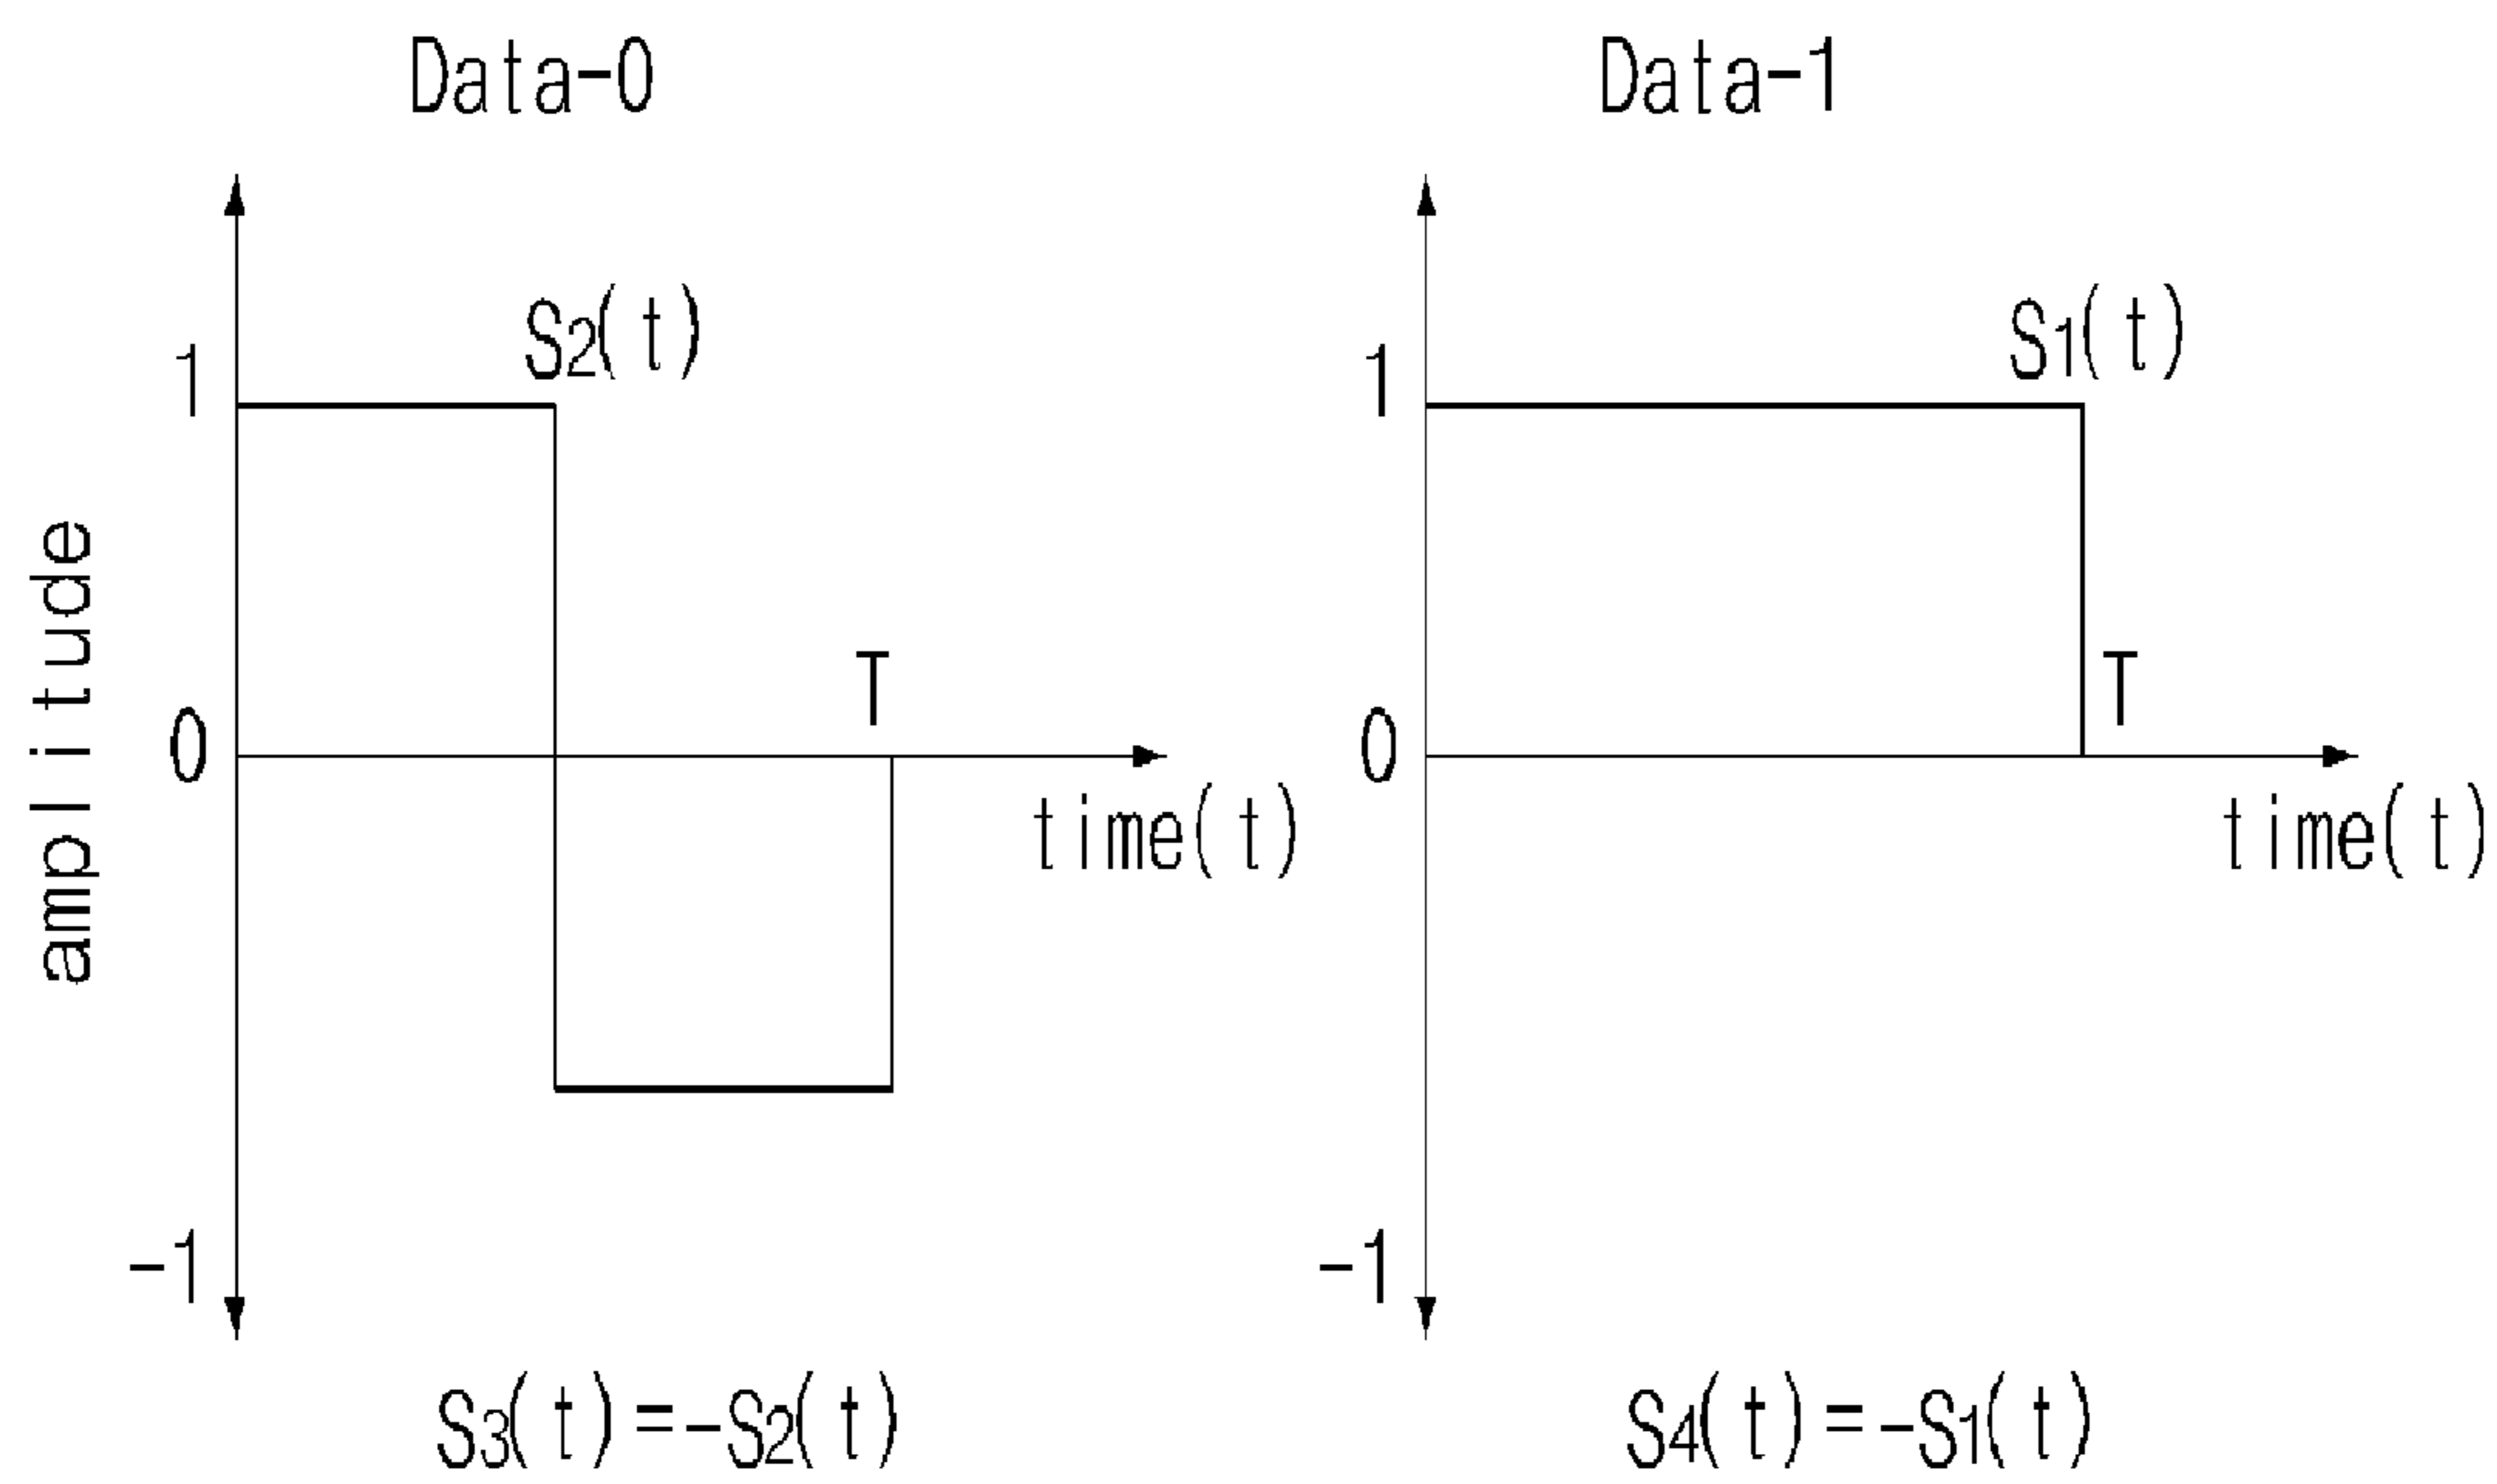 Data-0
Data-1
S2(t)
S1(t)
1
1
T
T
0
0
amplitude
time(t)
time(t)
-1
-1
S3(t)=-S2(t)
S4(t)=-S1(t)